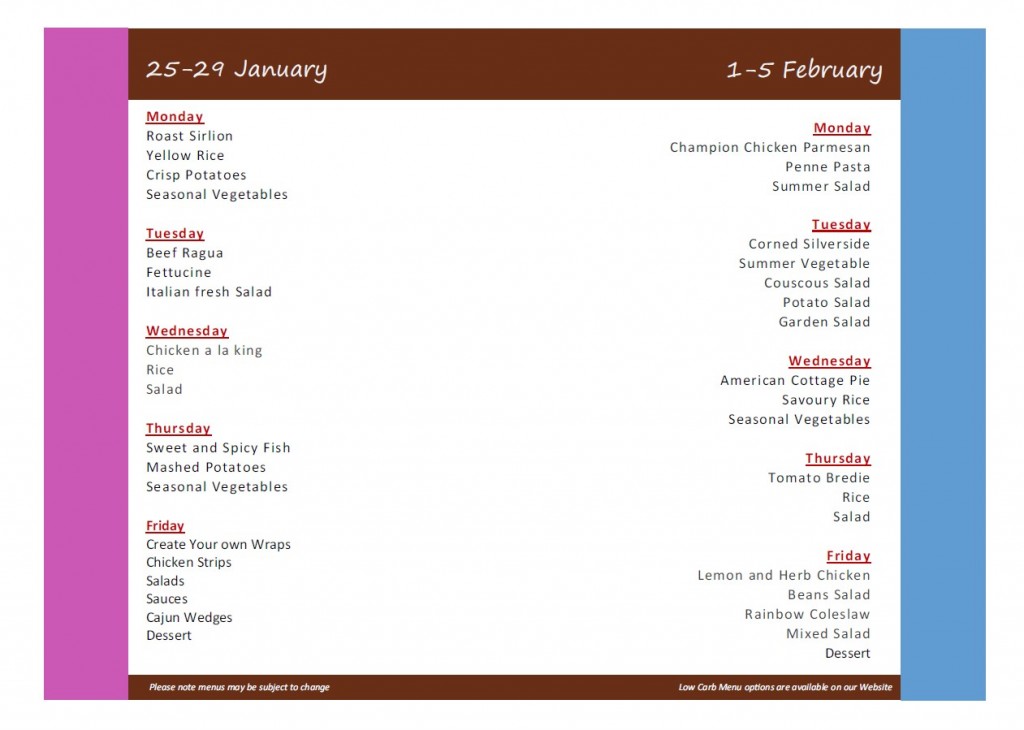 25-29 January
1-5 February
Monday
Roast Sirlion
Yellow Rice
Crisp Potatoes
Seasonal Vegetables
Tuesday
Beef Ragua
Fettucine
Italian fresh Salad
Wednesday
Chicken a la king
Rice
Salad
Thursday
Sweet and Spicy Fish
Mashed Potatoes
Seasonal Vegetables
Friday
Create Your own Wraps
Chicken Strips
Salads
Sauces
Cajun Wedges
Dessert
Monday
Champion Chicken Parmesan
Penne Pasta
Summer Salad
Tuesday
Corned Silverside
Summer Vegetable
Couscous Salad
Potato Salad
Garden Salad
Wednesday
American Cottage Pie
Savoury Rice
Seasonal Vegetables
Thursday
Tomato Bredie
Rice
Salad
Friday
Lemon and Herb Chicken
Beans Salad
Rainbow Coleslaw
Mixed Salad
Dessert
Please note menus may be subject to change
Low Carb Menu options are available on our Website